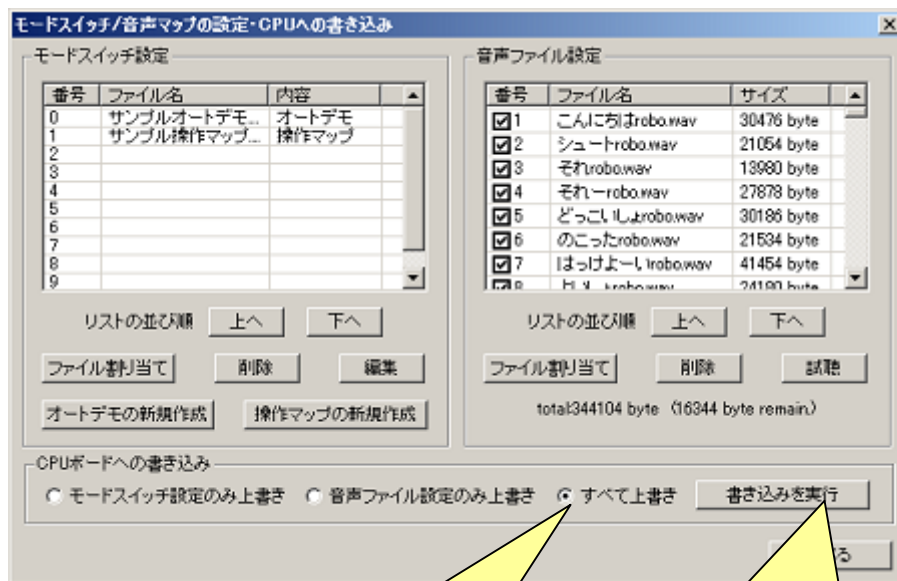 モードスイッチ/音声マップの設定・CPUへの書き込み
モードスイッチ設定
番号 ファイル名 内容
0 サンプルオートデモ... オートデモ
1 サンプル操作マップ... 操作マップ
2
3
4
5
6
7
8
9
リストの並び順 上へ 下へ
ファイル割り当て 削除 編集
オートデモの新規作成 操作マップの新規作成
音声ファイル設定
番号 ファイル名 サイズ
1 こんにちはrobo.wav 30476 byte
2 シュートrobo.wav 21054 byte
3 それrobo.wav 13980 byte
4 それーrobo.wav 27878 byte
5 どっこいしょrobo.wav 30186 byte
6 のこったrobo.wav 21534 byte
7 はっけよーいrobo.wav 41454 byte
8 24180 byte
リストの並び順 上へ 下へ
ファイル割り当て 削除 試聴
total:344104 byte (16344 byte remain.)
CPUボードへの書き込み
モードスイッチ設定のみ上書き 音声ファイル設定のみ上書き すべて上書き 書き込みを実行
る